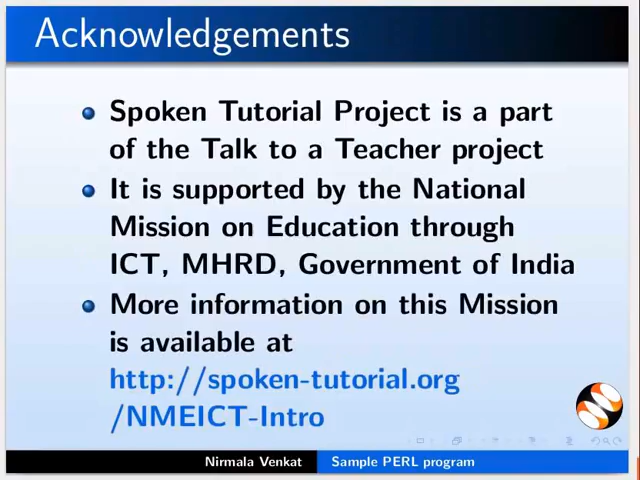 Acknowledgements
Spoken Tutorial Project is a part
of the Talk to a Teacher project
It is supported by the National
Mission on Education through
ICT, MHRD, Government of India
More information on this Mission
is available at
http://spoken-tutorial.org
/NMEICT-Intro
Nirmala Venkat Sample PERL program